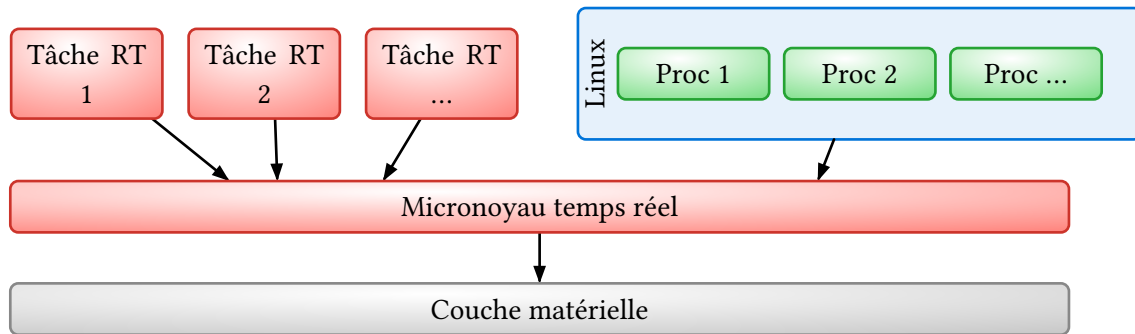 Tâche RT
1
Tâche RT
2
Tâche RT
...
Linux
Proc 1
Proc 2
Proc ...
Micronoyau temps réel
Couche matérielle